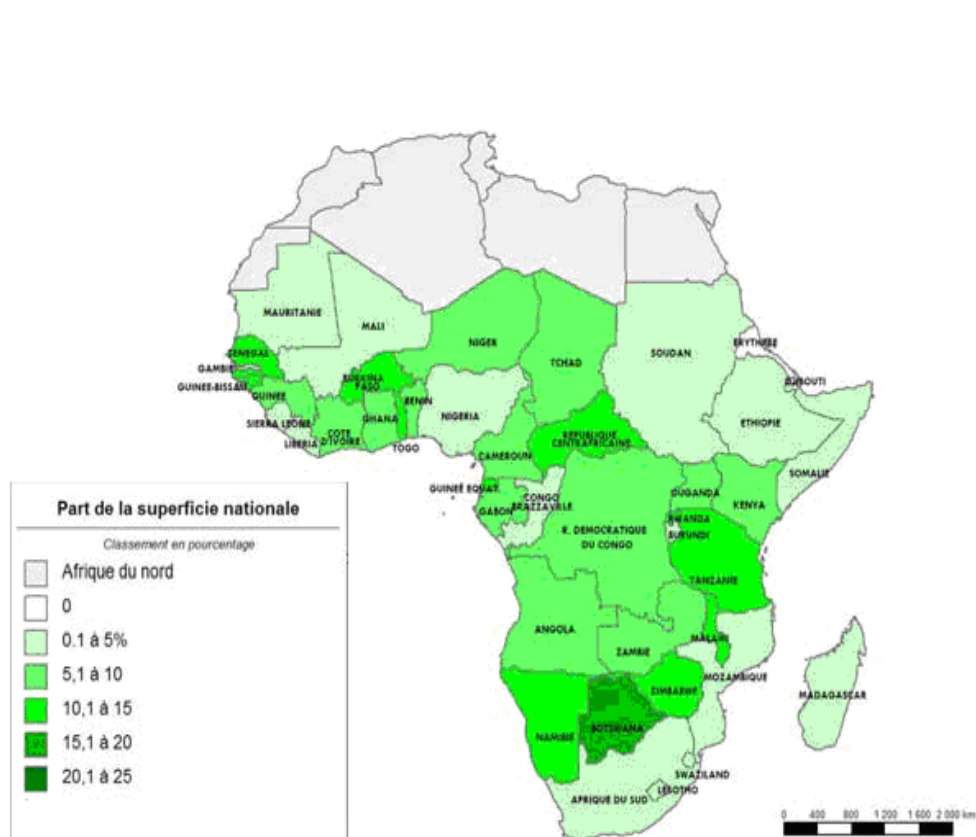 MAURITANIE
MALI
NIGER
TCHAD
SOUDAN
ERYTHREE
SENEGAL
GAMBIE
GUINEE-BISSAU
GUINEE
BURKINA
FASO
BENIN
DJIBOUTI
SIERRA LEONE
LIBERIA
COTE
D'IVOIRE
GHANA
TOGO
NIGERIA
REPUBLIQUE
CENTRAFRICAINE
ETHIOPIE
SOMALIE
CAMEROUN
GUINEÉ EQUAT.
GABON
CONGO
BRAZZAVILLE
R. DEMOCRATIQUE
DU CONGO
OUGANDA
KENYA
RWANDA
BURUNDI
TANZANIE
ANGOLA
ZAMBIE
MALAWI
MOZAMBIQUE
ZIMBABWE
MADAGASCAR
NAMIBIE
BOTSWANA
SWAZILAND
LESOTHO
AFRIQUE DU SUD
Part de la superficie nationale
Classement en pourcentage
Afrique du nord
0
0.1 à 5%
5,1 à 10
10,1 à 15
15,1 à 20
20,1 à 25
0 400 800 1 200 1 600 2 000 km